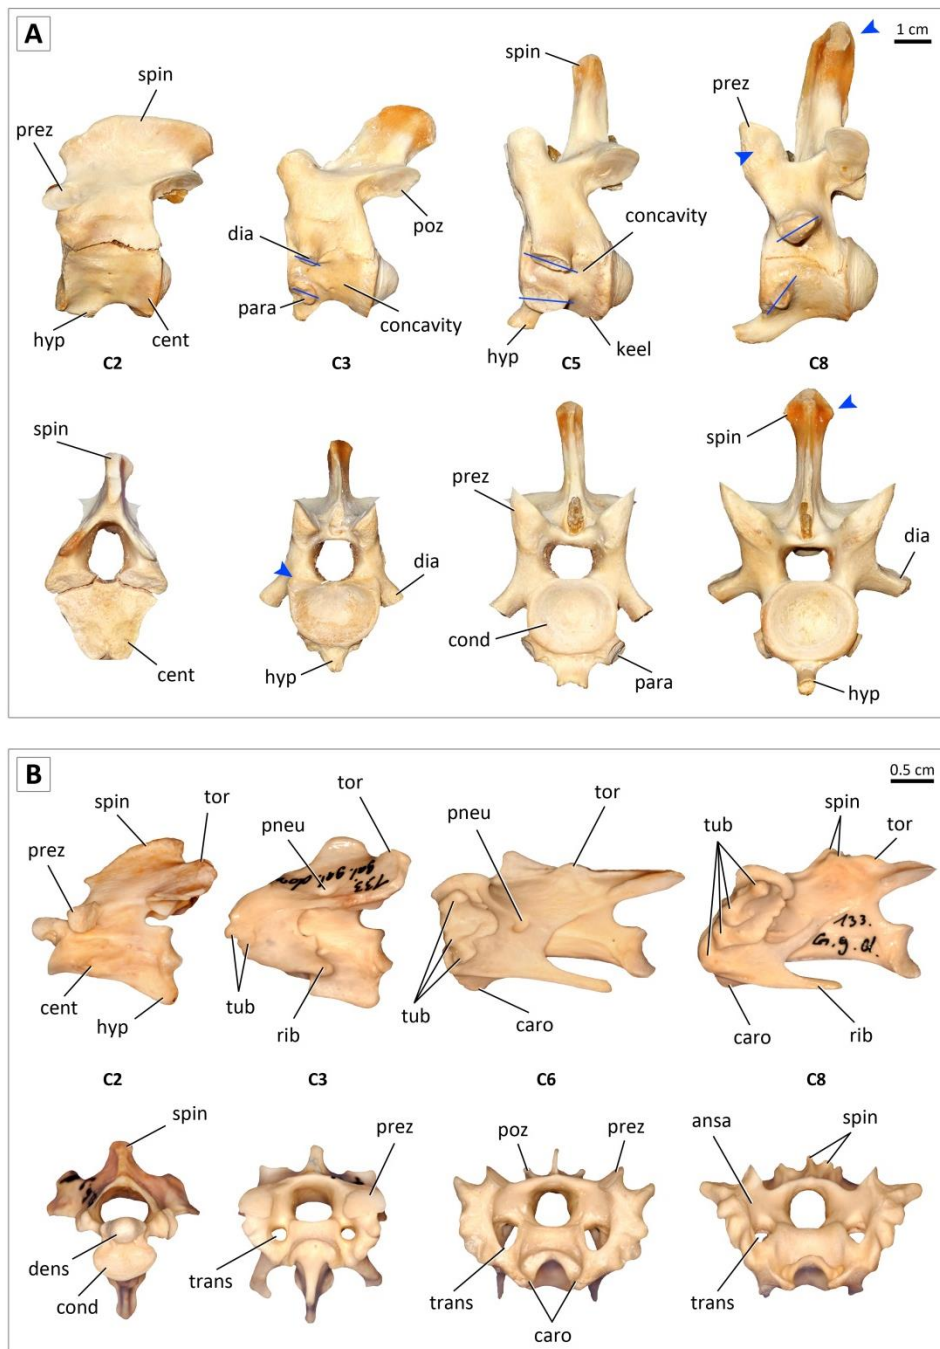 A
1 cm
spin
spin
prez
prez
dia
poz
concavity
para
concavity
hyp
cent
hyp
keel
C2
C3
C5
C8
spin
spin
prez
dia
dia
cond
cent
hyp
para
hyp
B
0.5 cm
spin
tor
tor
tor
spin
prez
pneu
pneu
tub
tor
133.
133.
cent
hyp
tub
rib
tub
caro
caro
rib
C2
C3
C6
C8
spin
prez
poz
prez
ansa
spin
dens
cond
trans
trans
caro
trans